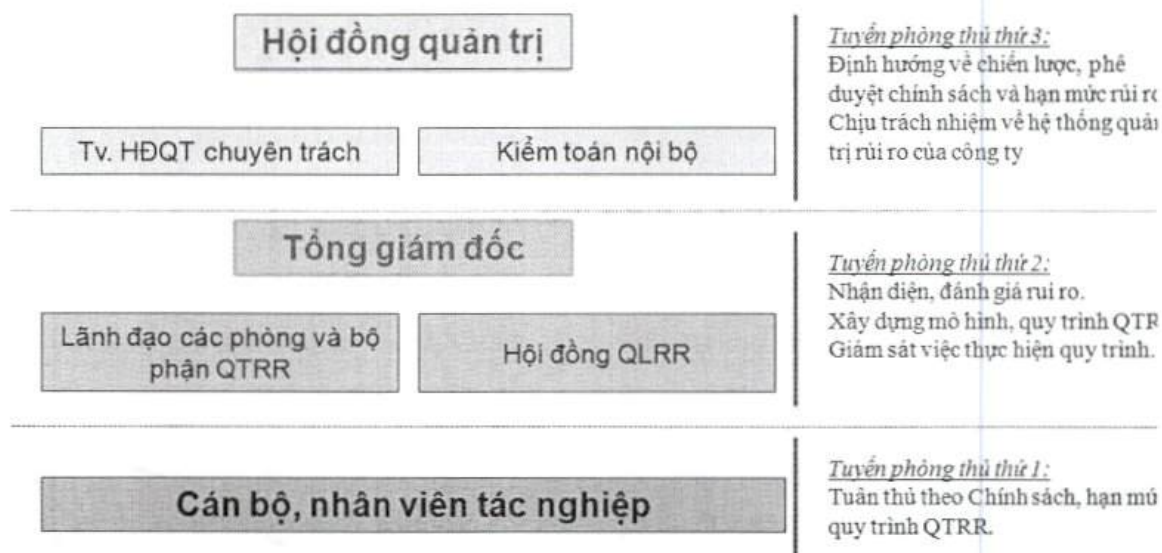 Hội đồng quản trị
Tv. HĐQT chuyên trách
Kiểm toán nội bộ
Tuyến phòng thủ thứ 3:
Định hướng về chiến lược, phê
duyệt chính sách và hạn mức rủi
Chịu trách nhiệm về hệ thống quản
trị rủi ro của công ty
Tổng giám đốc
Lãnh đạo các phòng và bộ
phận QTRR
Hội đồng QLRR
Tuyến phòng thủ thứ 2:
Nhận diện, đánh giá rui ro.
Xây dựng mô hình, quy trình QTR
Giám sát việc thực hiện quy trình.
Cán bộ, nhân viên tác nghiệp
Tuyến phòng thủ thứ 1:
Tuân thủ theo Chính sách, hạn
quy trình QTRR.